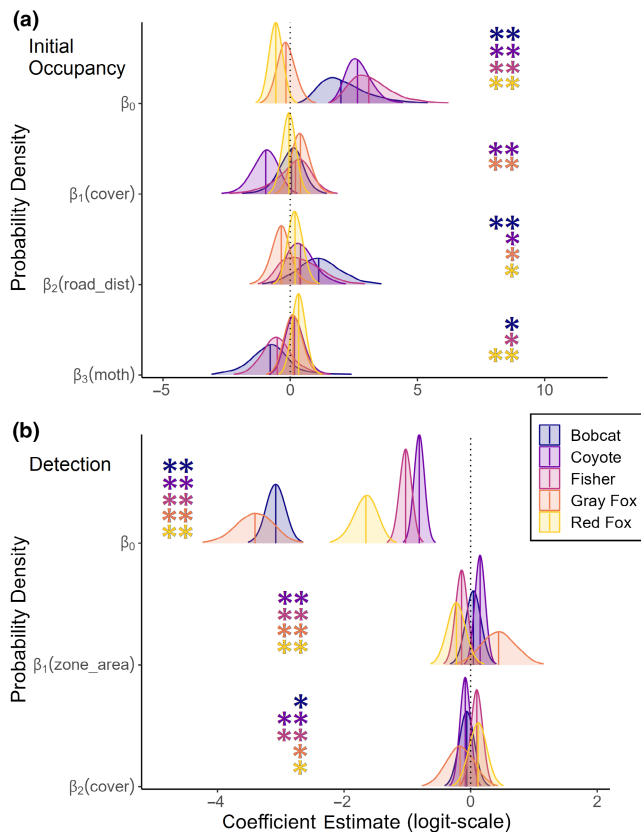 (a)
Initial
Occupancy
Probability Density
β0
**
**
**
**
β1(cover)
**
**
β2(road_dist)
**
*
*
*
β3(moth)
*
*
**
−5
0
5
10
(b)
Detection
Bobcat
Coyote
Fisher
Gray Fox
Red Fox
Probability Density
β0
**
**
**
**
**
β1(zone_area)
**
**
**
**
β2(cover)
*
**
**
*
*
−4
−2
0
2
Coefficient Estimate (logit-scale)